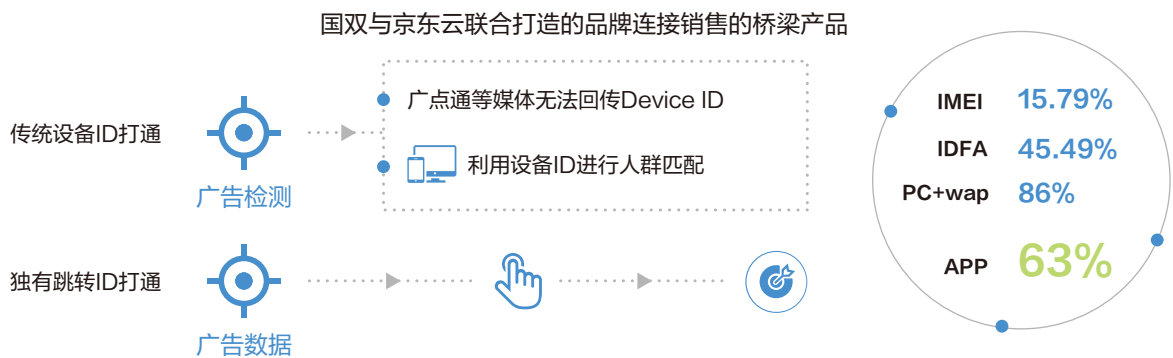 国双与京东云联合打造的品牌连接销售的桥梁产品
传统设备ID打通
广告检测
广点通等媒体无法回传Device ID
利用设备ID进行人群匹配
独有跳转ID打通
广告数据
IMEI 15.79%
IDFA 45.49%
PC+wap 86%
APP 63%